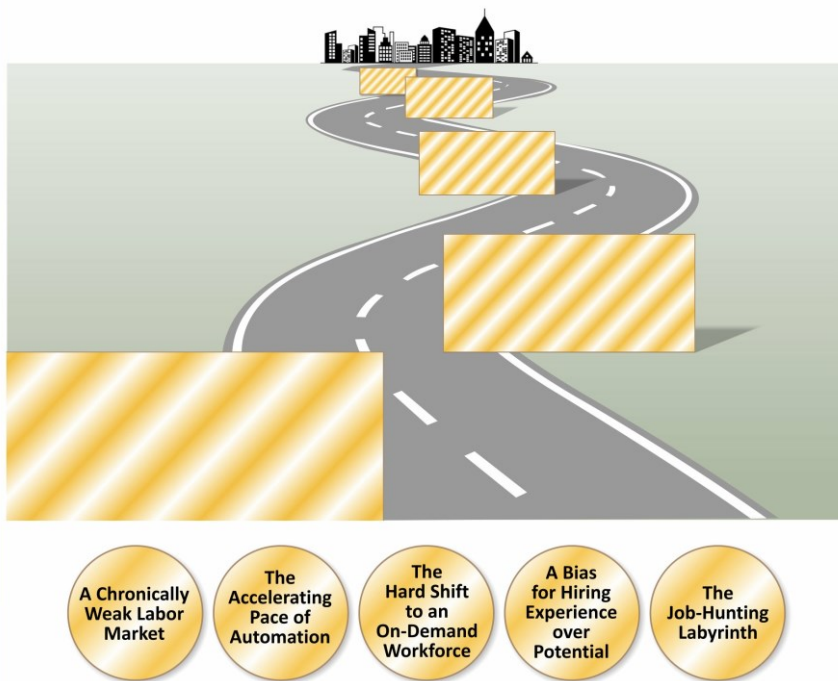 A Chronically
Weak Labor
Market
The
Accelerating
Pace of
Automation
The
Hard Shift
to an
On-Demand
Workforce
A Bias
for Hiring
Experience
over
Potential
The
Job-Hunting
Labyrinth